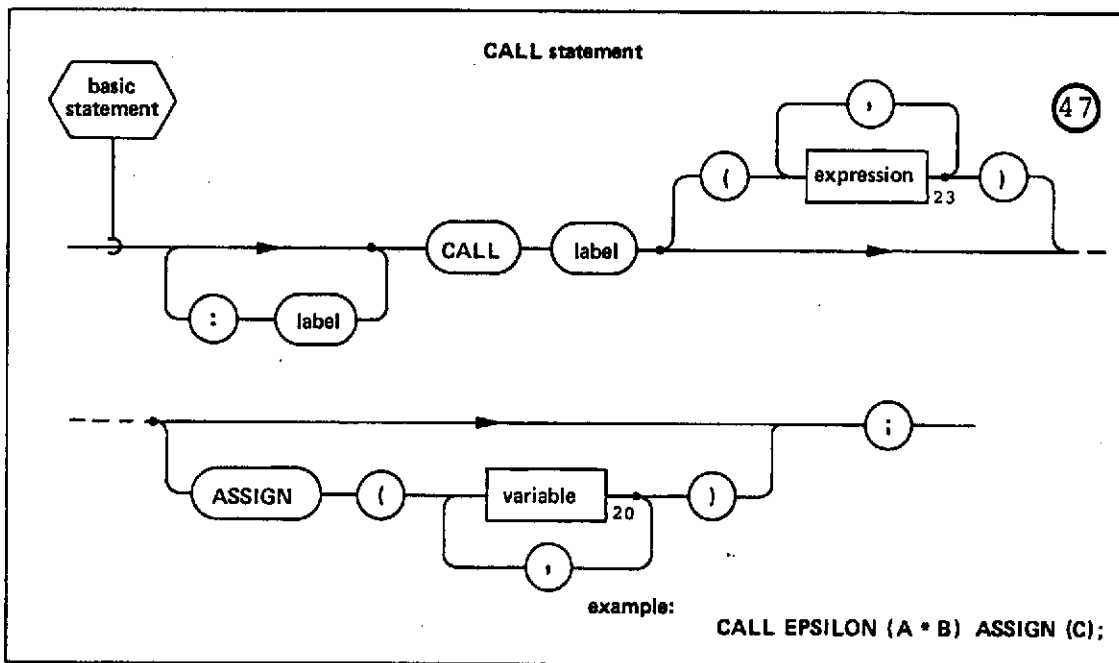 CALL statement
basic
statement
47
,
( expression )
23
CALL label
: label
;
ASSIGN ( variable )
20
,
example:
CALL EPSILON (A * B) ASSIGN (C);